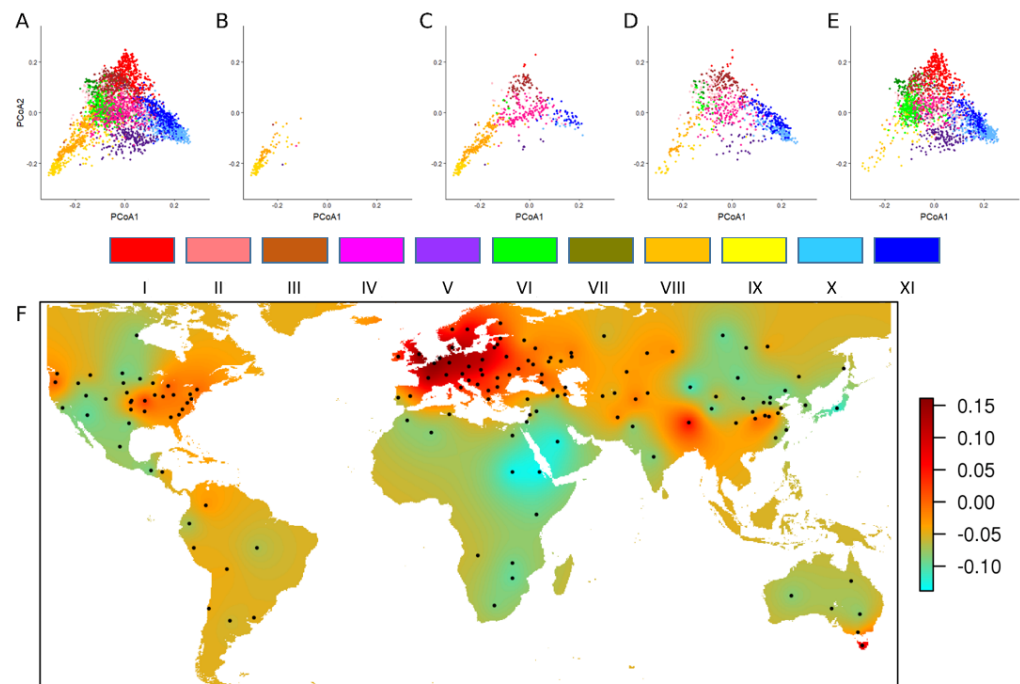 A B C D E
0.2 0.2 0.2 0.2 0.2
PCoA2
0.0 0.0 0.0 0.0 0.0
-0.2 -0.2 -0.2 -0.2 -0.2
-0.2 0.0 0.2 -0.2 0.0 0.2 -0.2 0.0 0.2 -0.2 0.0 0.2 -0.2 0.0 0.2
PCoA1 PCoA1 PCoA1 PCoA1 PCoA1
I II III IV V VI VII VIII IX X XI
F
0.15
0.10
0.05
0.00
-0.05
-0.10